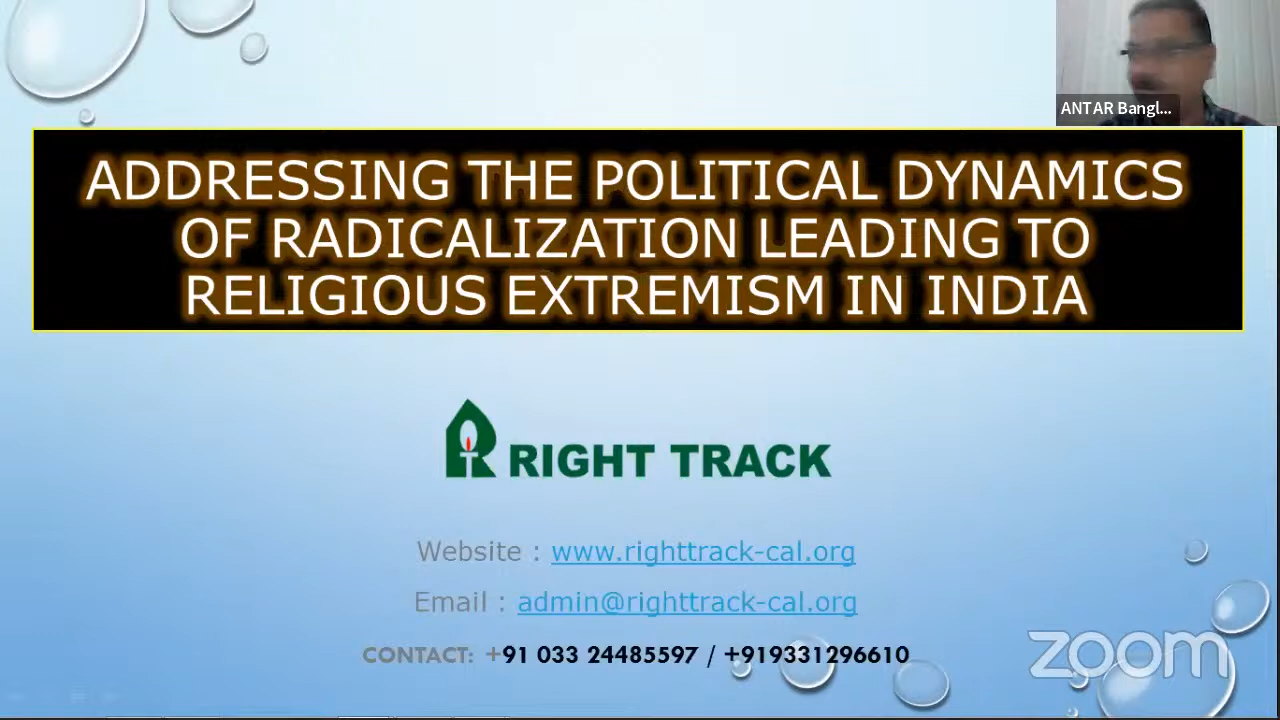 ANTAR Bangl...
ADDRESSING THE POLITICAL DYNAMICS
OF RADICALIZATION LEADING TO
RELIGIOUS EXTREMISM IN INDIA
RIGHT TRACK
Website : www.righttrack-cal.org
Email : admin@righttrack-cal.org
CONTACT: +91 033 24485597 / +919331296610
zoom